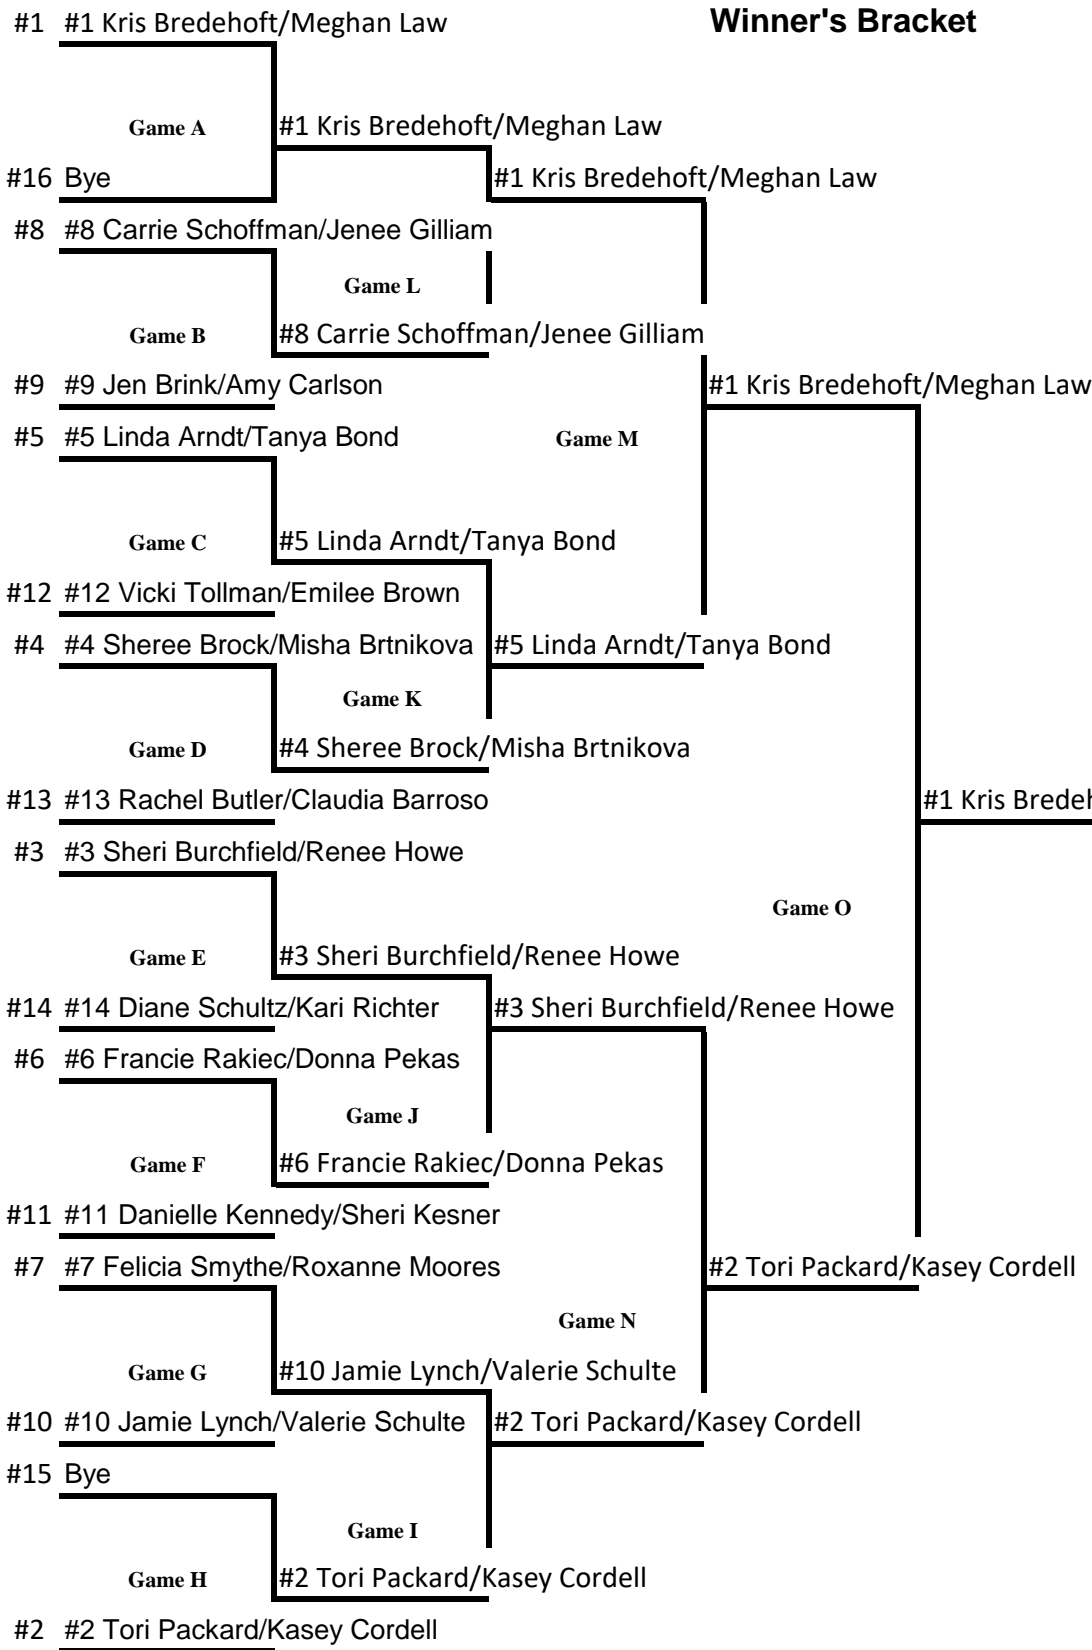 #1 #1 Kris Bredehoft/Meghan Law
Winner's Bracket
Game A
#1 Kris Bredehoft/Meghan Law
#16 Bye
#1 Kris Bredehoft/Meghan Law
#8 #8 Carrie Schoffman/Jenee Gilliam
Game L
Game B
#8 Carrie Schoffman/Jenee Gilliam
#9 #9 Jen Brink/Amy Carlson
#1 Kris Bredehoft/Meghan Law
#5 #5 Linda Arndt/Tanya Bond
Game M
Game C
#5 Linda Arndt/Tanya Bond
#12 #12 Vicki Tollman/Emilee Brown
#4 #4 Sheree Brock/Misha Brtnikova
#5 Linda Arndt/Tanya Bond
Game K
Game D
#4 Sheree Brock/Misha Brtnikova
#13 #13 Rachel Butler/Claudia Barroso
#1 Kris
#3 #3 Sheri Burchfield/Renee Howe
Game O
Game E
#3 Sheri Burchfield/Renee Howe
#14 #14 Diane Schultz/Kari Richter
#3 Sheri Burchfield/Renee Howe
#6 #6 Francie Rakiec/Donna Pekas
Game J
Game F
#6 Francie Rakiec/Donna Pekas
#11 #11 Danielle Kennedy/Sheri Kesner
#7 #7 Felicia Smythe/Roxanne Moores
#2 Tori Packard/Kasey Cordell
Game N
Game G
#10 Jamie Lynch/Valerie Schulte
#10 #10 Jamie Lynch/Valerie Schulte
#2 Tori Packard/Kasey Cordell
#15 Bye
Game I
Game H
#2 Tori Packard/Kasey Cordell
#2 #2 Tori Packard/Kasey Cordell